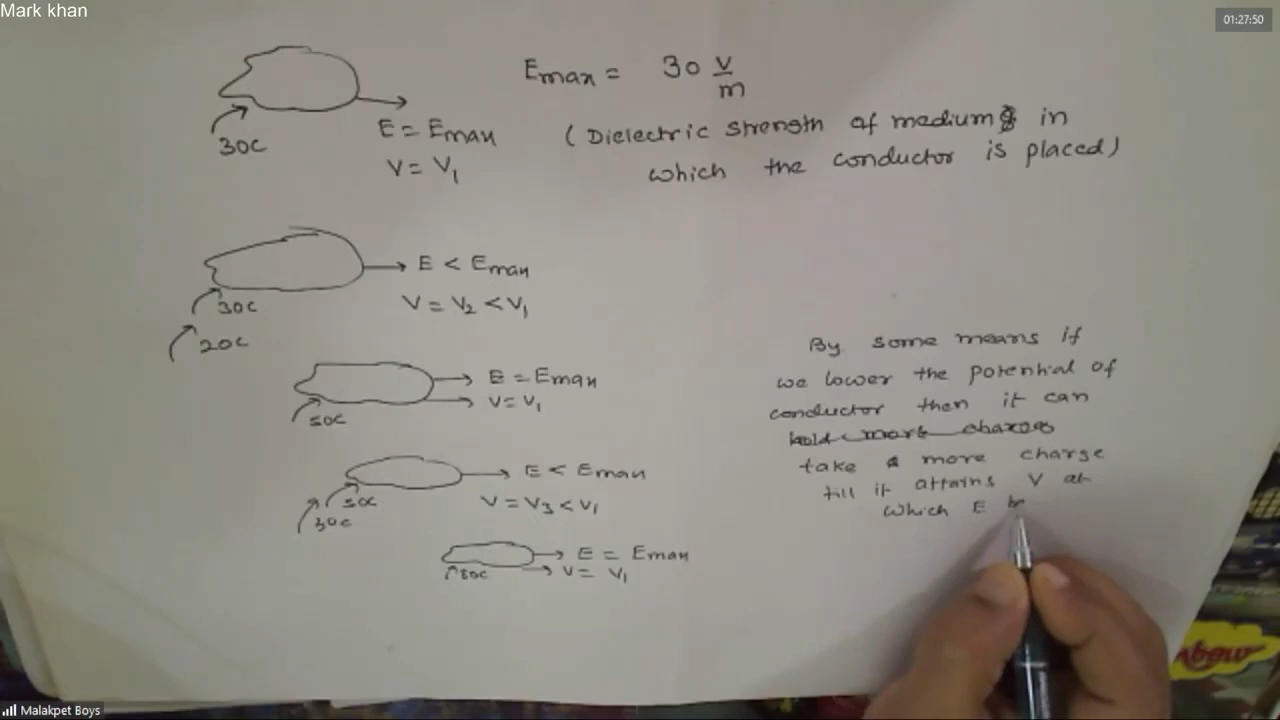 Mark khan
01:27:50
Emax = 30 V/m
(Dielectric strength of medium in
which the conductor is placed)
30C
E = Emax
V = V₁
E < Emax
V = V₂ < V₁
30C
20C
E = Emax
V = V₁
50C
E < Emax
V = V₃ < V₁
50C
30C
E = Emax
V = V₁
80C
By some means if
we lower the potential of
conductor then it can
hold more charges
take a more charge
till it attains V at
which E
Malakpet Boys
nbow